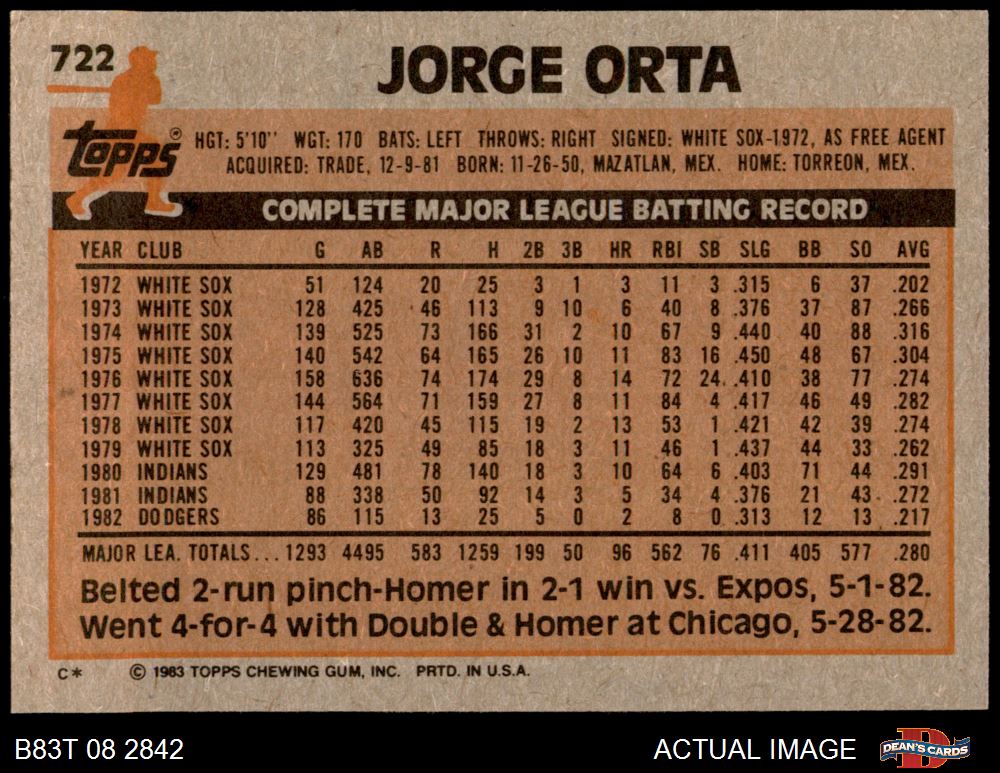 722
JORGE ORTA
topps®
HGT: 5'10'' WGT: 170 BATS: LEFT THROWS: RIGHT SIGNED: WHITE SOX-1972, AS FREE AGENT
ACQUIRED: TRADE, 12-9-81 BORN: 11-26-50, MAZATLAN, MEX. HOME: TORREON, MEX.
COMPLETE MAJOR LEAGUE BATTING RECORD
YEAR CLUB G AB R H 2B 3B HR RBI SB SLG BB SO AVG
1972 WHITE SOX 51 124 20 25 3 1 3 11 3 .315 6 37 .202
1973 WHITE SOX 128 425 46 113 9 10 6 40 8 .376 37 87 .266
1974 WHITE SOX 139 525 73 166 31 2 10 67 9 .440 40 88 .316
1975 WHITE SOX 140 542 64 165 26 10 11 83 16 .450 48 67 .304
1976 WHITE SOX 158 636 74 174 29 8 14 72 24 .410 38 77 .274
1977 WHITE SOX 144 564 71 159 27 8 11 84 4 .417 46 49 .282
1978 WHITE SOX 117 420 45 115 19 2 13 53 1 .421 42 39 .274
1979 WHITE SOX 113 325 49 85 18 3 11 46 1 .437 44 33 .262
1980 INDIANS 129 481 78 140 18 3 10 64 6 .403 71 44 .291
1981 INDIANS 88 338 50 92 14 3 5 34 4 .376 21 43 .272
1982 DODGERS 86 115 13 25 5 0 2 8 0 .313 12 13 .217
MAJOR LEA. TOTALS... 1293 4495 583 1259 199 50 96 562 76 .411 405 577 .280
Belted 2-run pinch-Homer in 2-1 win vs. Expos, 5-1-82.
Went 4-for-4 with Double & Homer at Chicago, 5-28-82.
C* © 1983 TOPPS CHEWING GUM, INC. PRTD. IN U.S.A.
B83T 08 2842 ACTUAL IMAGE DEAN'S CARDS